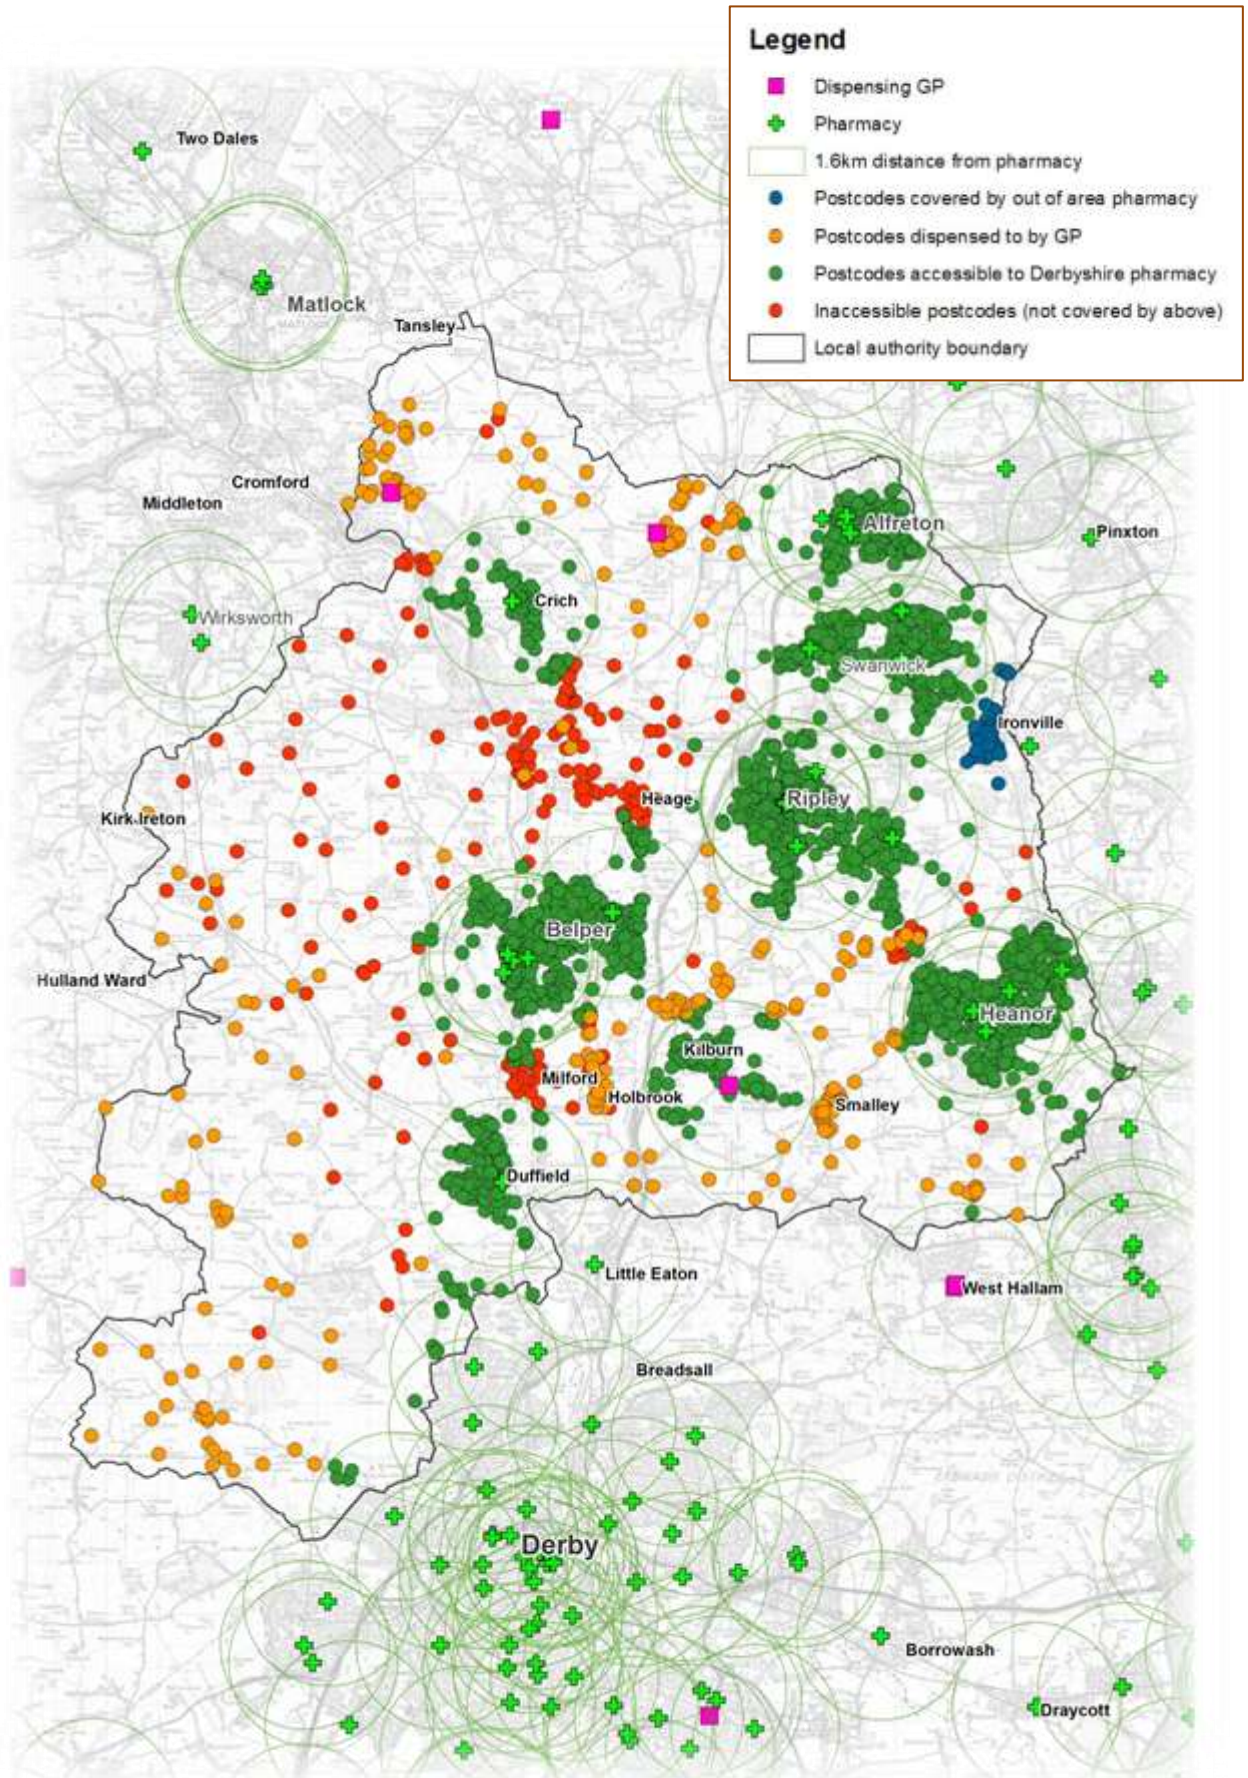 Legend
Dispensing GP
Pharmacy
1.6km distance from pharmacy
Postcodes covered by out of area pharmacy
Postcodes dispensed to by GP
Postcodes accessible to Derbyshire pharmacy
Inaccessible postcodes (not covered by above)
Local authority boundary
Two Dales
Matlock
MATLOCK
Tansley
Cromford
Middleton
Alfreton
Pinxton
Crich
Wirksworth
Swanwick
Ironville
Heage
Ripley
Kirk Ireton
Belper
Hulland Ward
Heanor
Kilburn
Milford
Holbrook
Smalley
Duffield
Little Eaton
West Hallam
Breadsall
Derby
Borrowash
Draycott